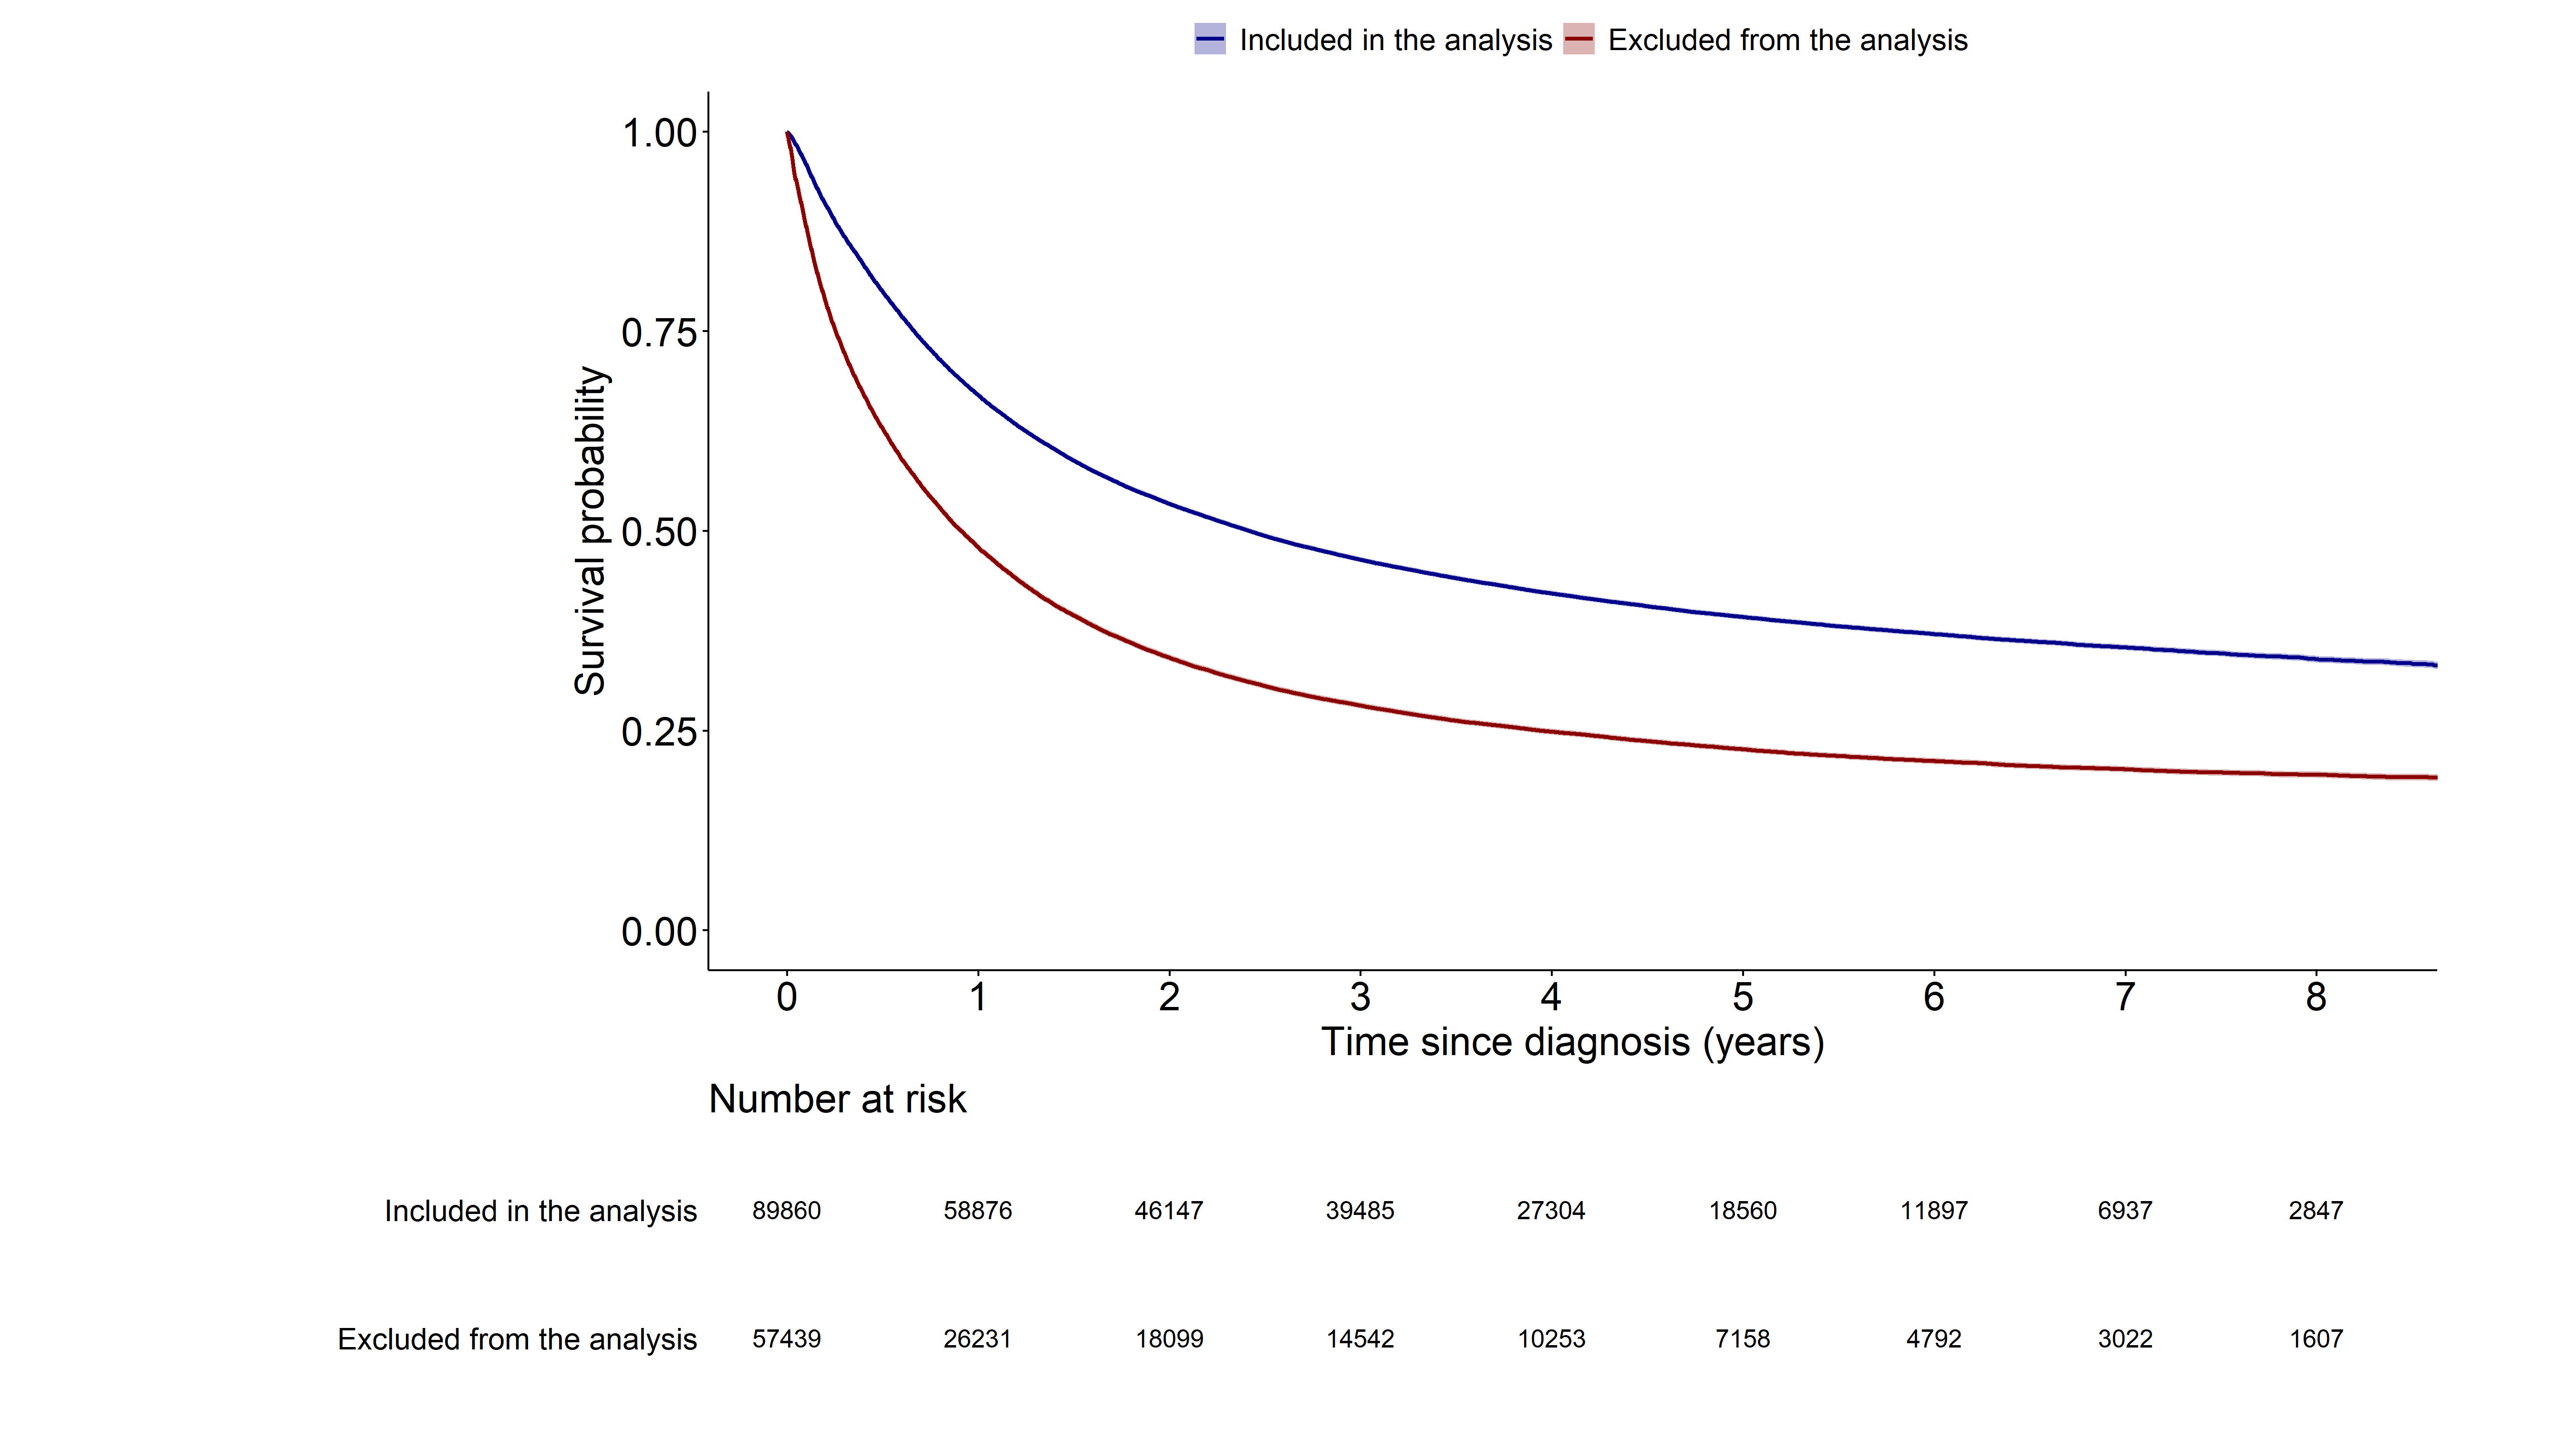 Included in the analysis Excluded from the analysis
1.00
0.75
0.50
0.25
0.00
Survival probability
0 1 2 3 4 5 6 7 8
Time since diagnosis (years)
Number at risk
Included in the analysis 89860 58876 46147 39485 27304 18560 11897 6937 2847
Excluded from the analysis 57439 26231 18099 14542 10253 7158 4792 3022 1607